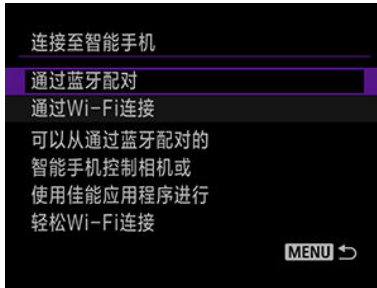 连接至智能手机
通过蓝牙配对
通过Wi-Fi连接
可以从通过蓝牙配对的
智能手机控制相机或
使用佳能应用程序进行
轻松Wi-Fi连接
MENU